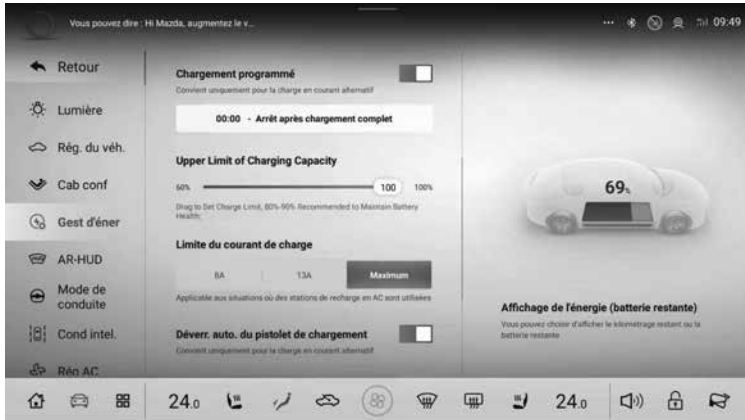 Vous pouvez dire : Hi Mazda, augmentez le v...
09:49
Retour
Lumière
Rég. du véh.
Cab conf
Gest d'éner
AR-HUD
Mode de
conduite
Cond intel.
Rég AC
Chargement programmé
Convient uniquement pour la charge en courant alternatif
00:00 - Arrêt après chargement complet
Upper Limit of Charging Capacity
60% 100 100%
Drag to Set Charge Limit, 80%-90% Recommended to Maintain Battery
Health;
Limite du courant de charge
8A 13A Maximum
Applicable aux situations où des stations de recharge en AC sont utilisées
Déverr. auto. du pistolet de chargement
Convient uniquement pour la charge en courant alternatif
69%
Affichage de l'énergie (batterie restante)
Vous pouvez choisir d'afficher le kilométrage restant ou la
batterie restante
24.0 24.0